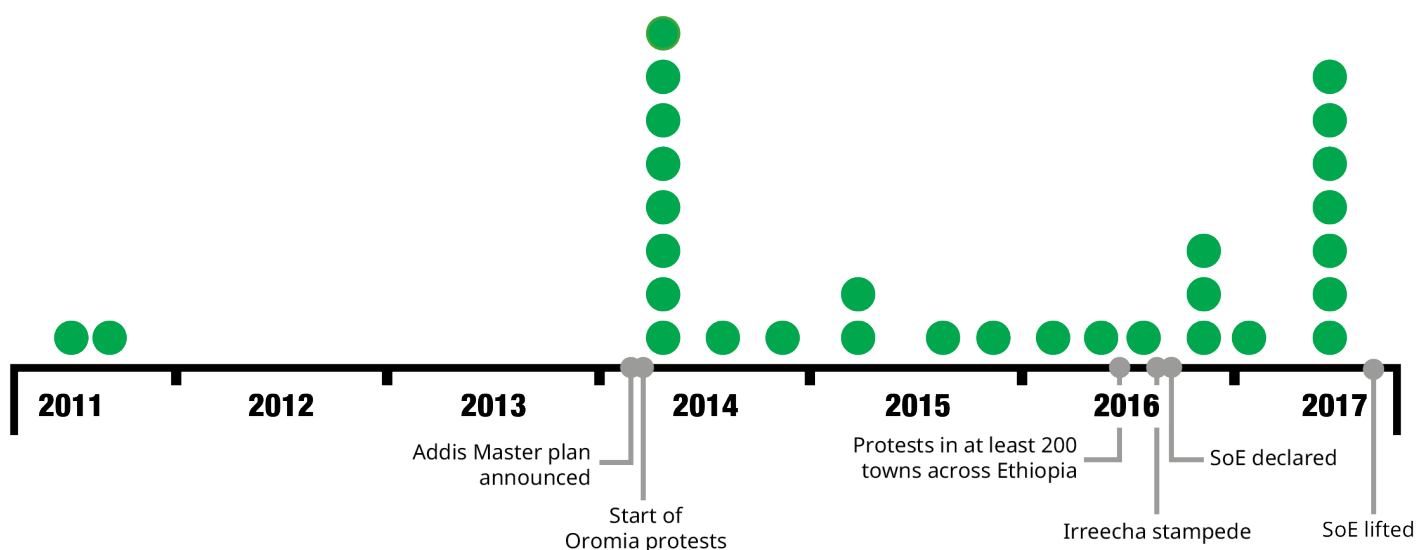 2011
2012
2013
2014
2015
2016
2017
Addis Master plan
announced
Start of
Oromia protests
Protests in at least 200
towns across Ethiopia
Irreecha stampede
SoE declared
SoE lifted